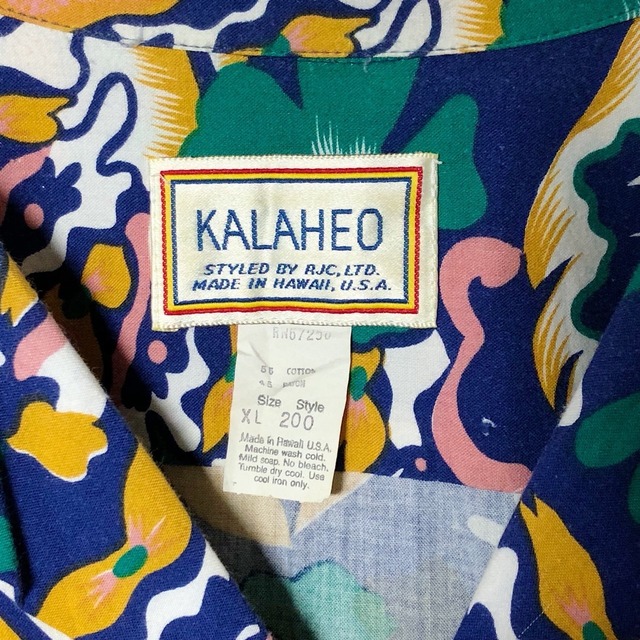 KALAHEO
STYLED BY RJC, LTD.
MADE IN HAWAII, U.S.A.
COTTON
Size Style
XL 200
Made in Hawaii U.S.A.
Machine wash cold.
Mild soap. No bleach.
Tumble dry cool. Use
cool iron only.